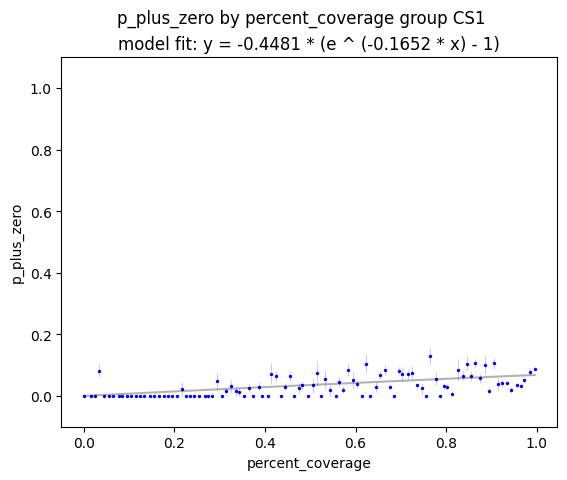 p_plus_zero by percent_coverage group CS1
model fit: y = -0.4481 * (e ^ (-0.1652 * x) - 1)
1.0
0.8
0.6
0.4
0.2
0.0
p_plus_zero
0.0 0.2 0.4 0.6 0.8 1.0
percent_coverage